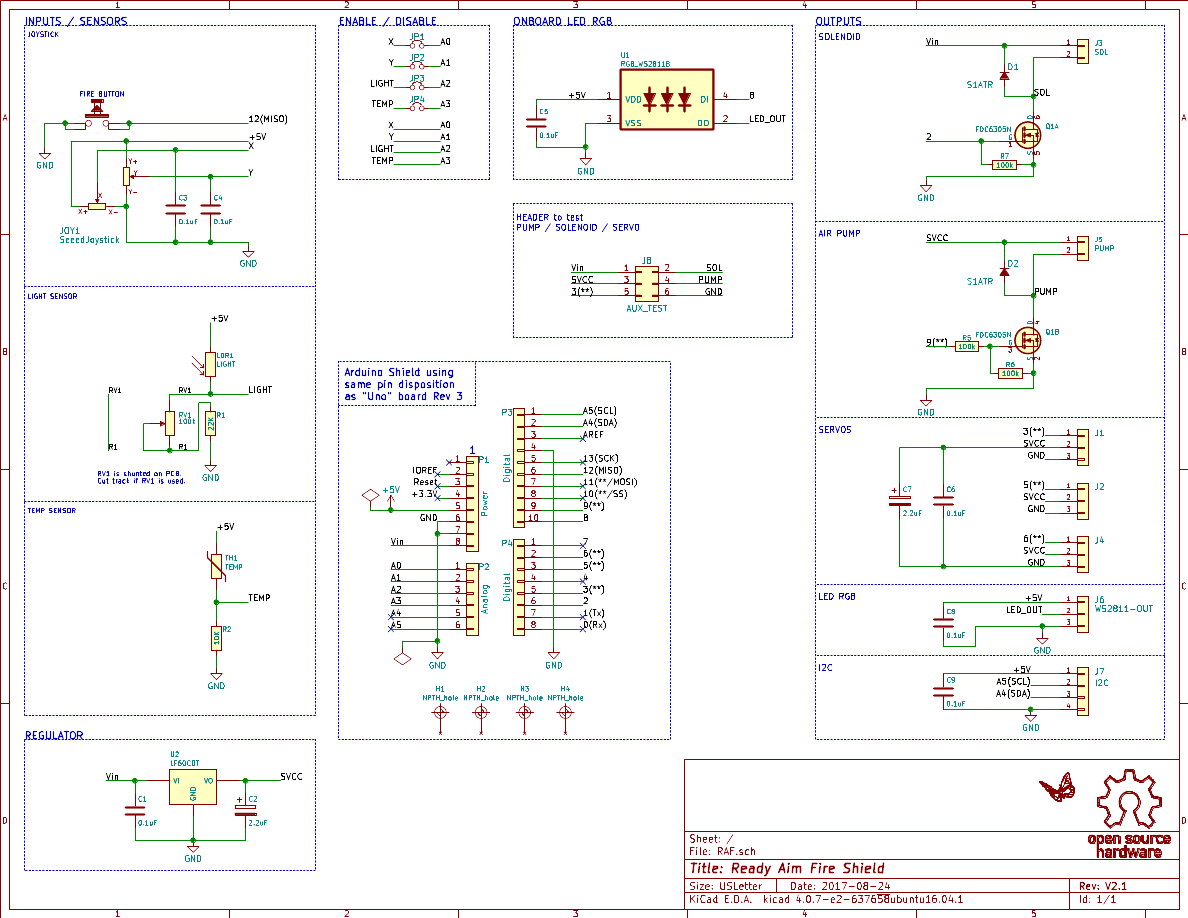 1 2 3 4 5
A B C D
INPUTS / SENSORS
JOYSTICK
FIRE BUTTON
12(MISO)
+5V
X
Y
GND
Y+
Y
Y-
X
X+ X-
JOY1
SeeedJoystick
C3
0.1uF
C4
0.1uF
GND
LIGHT SENSOR
+5V
LDR1
LIGHT
LIGHT
RV1 RV1
RV1
100k
R1
22K
R1 R1
GND
RV1 is shunted on PCB.
Cut track if RV1 is used.
TEMP SENSOR
+5V
TH1
TEMP
TEMP
R2
10K
GND
REGULATOR
U2
LF60CDT
Vin
VI VO
GND
SVCC
C1
0.1uF
C2
2.2uF
GND
ENABLE / DISABLE
JP1
X A0
JP2
Y A1
JP3
LIGHT A2
JP4
TEMP A3
X A0
Y A1
LIGHT A2
TEMP A3
ONBOARD LED RGB
U1
RGB_WS2811B
+5V 1 VDD DI 4 8
3 VSS DO 2 LED_OUT
C5
0.1uF
GND
HEADER to test
PUMP / SOLENOID / SERVO
J8
Vin 1 2 SOL
SVCC 3 4 PUMP
3(**) 5 6 GND
AUX_TEST
Arduino Shield using
same pin disposition
as "Uno" board Rev 3
1
P1
Power
1
IOREF 2
Reset 3
+3.3V 4
+5V 5
GND 6
7
Vin 8
P2
Analog
A0 1
A1 2
A2 3
A3 4
A4 5
A5 6
GND
P3
Digital
1 A5(SCL)
2 A4(SDA)
3 AREF
4
5 13(SCK)
6 12(MISO)
7 11(**/MOSI)
8 10(**/SS)
9 9(**)
10 8
P4
Digital
1 7
2 6(**)
3 5(**)
4 4
5 3(**)
6 2
7 1(Tx)
8 0(Rx)
GND
H1 H2 H3 H4
NPTH_hole NPTH_hole NPTH_hole NPTH_hole
OUTPUTS
SOLENOID
Vin
1 J3
2 SOL
D1
S1ATR
SOL
FDC6305N
Q1A
D 6
G 1
S 5
2
R7
100k
GND
AIR PUMP
SVCC
1 J5
2 PUMP
D2
S1ATR
PUMP
FDC6305N
Q1B
D 4
G 3
S 2
9(**)
R5
100k
R6
100k
GND
SERVOS
3(**) 1 J1
SVCC 2
GND 3
5(**) 1 J2
SVCC 2
GND 3
6(**) 1 J4
SVCC 2
GND 3
C7
2.2uF
C6
0.1uF
LED RGB
+5V 1 J6
LED_OUT 2 WS2811-OUT
3
C8
0.1uF
GND
I2C
+5V 1 J7
A5(SCL) 2 I2C
A4(SDA) 3
4
C9
0.1uF
GND
open source
hardware
Sheet: /
File: RAF.sch
Title: Ready Aim Fire Shield
Size: USLetter Date: 2017-08-24 Rev: V2.1
KiCad E.D.A. kicad 4.0.7-e2-637658ubuntu16.04.1 Id: 1/1
1 2 3 4 5